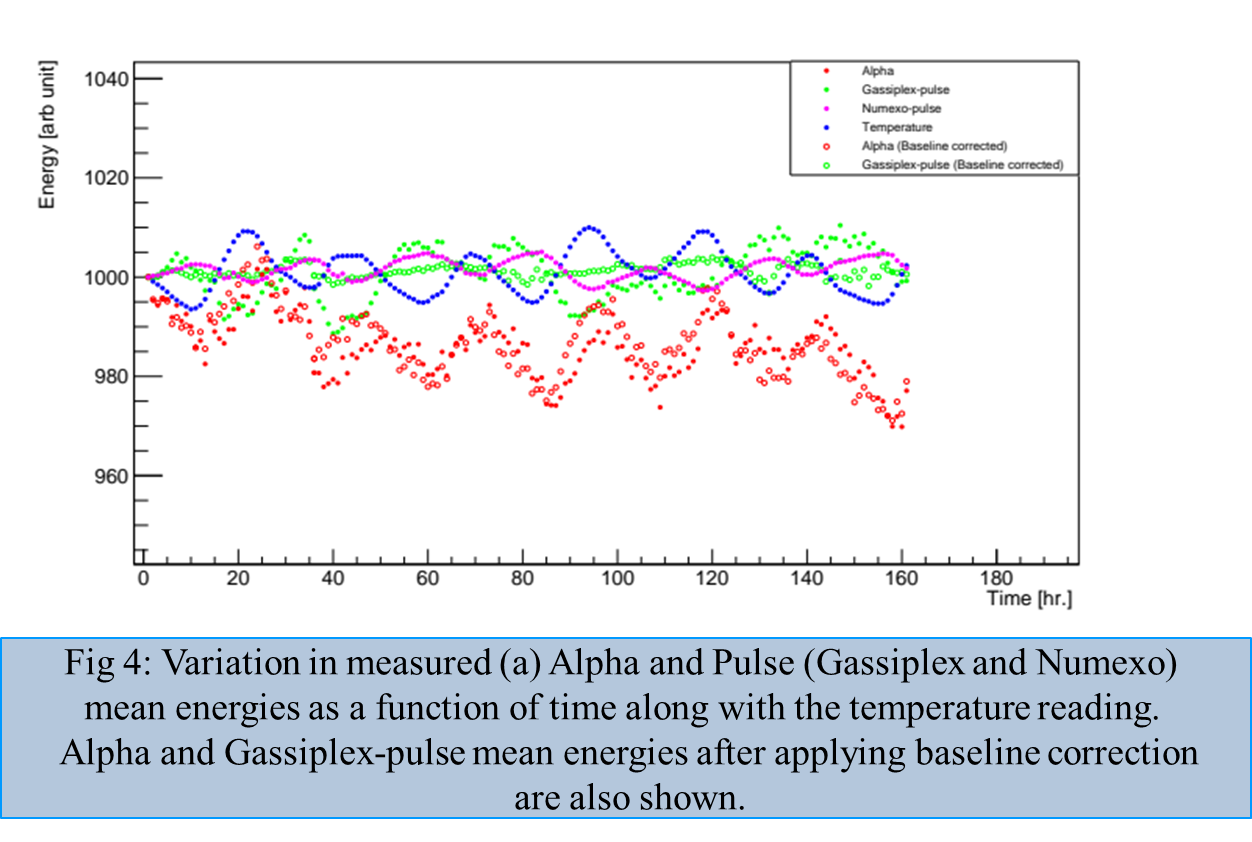 Energy [arb unit]
1040
1020
1000
980
960
Alpha
Gassiplex-pulse
Numexo-pulse
Temperature
Alpha (Baseline corrected)
Gassiplex-pulse (Baseline corrected)
0 20 40 60 80 100 120 140 160 180
Time [hr.]
Fig 4: Variation in measured (a) Alpha and Pulse (Gassiplex and Numexo)
mean energies as a function of time along with the temperature reading.
Alpha and Gassiplex-pulse mean energies after applying baseline correction
are also shown.